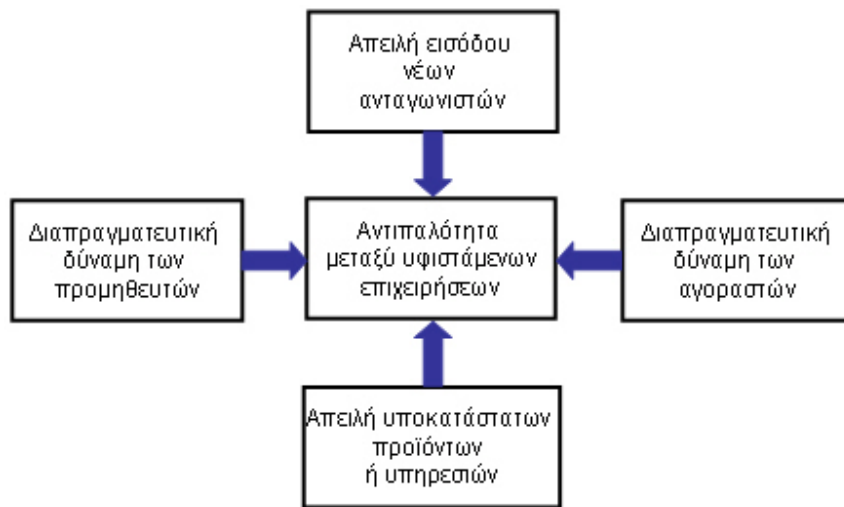 Απειλή εισόδου
νέων
ανταγωνιστών
Διαπραγματευτική
δύναμη των
προμηθευτών
Αντιπαλότητα
μεταξύ υφιστάμενων
επιχειρήσεων
Διαπραγματευτική
δύναμη των
αγοραστών
Απειλή υποκατάστατων
προϊόντων
ή υπηρεσιών